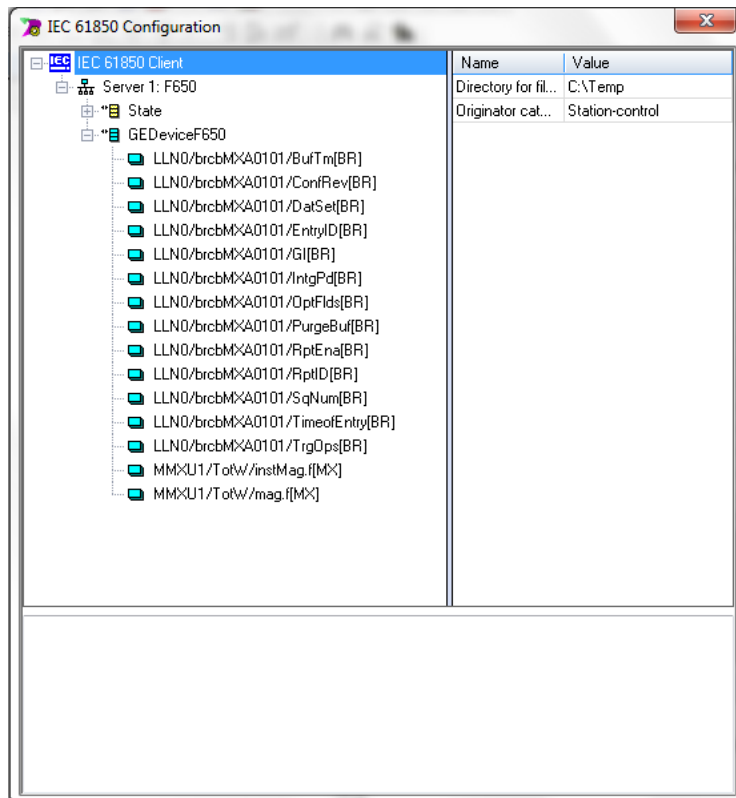 IEC 61850 Configuration
IEC IEC 61850 Client
Server 1: F650
State
GEDeviceF650
LLN0/brcbMXA0101/BufTm[BR]
LLN0/brcbMXA0101/ConfRev[BR]
LLN0/brcbMXA0101/DatSet[BR]
LLN0/brcbMXA0101/EntryID[BR]
LLN0/brcbMXA0101/GI[BR]
LLN0/brcbMXA0101/IntgPd[BR]
LLN0/brcbMXA0101/OptFlds[BR]
LLN0/brcbMXA0101/PurgeBuf[BR]
LLN0/brcbMXA0101/RptEna[BR]
LLN0/brcbMXA0101/RptID[BR]
LLN0/brcbMXA0101/SqNum[BR]
LLN0/brcbMXA0101/TimeofEntry[BR]
LLN0/brcbMXA0101/TrgOps[BR]
MMXU1/TotW/instMag.f[MX]
MMXU1/TotW/mag.f[MX]
Name Value
Directory for fil... C:\Temp
Originator cat... Station-control